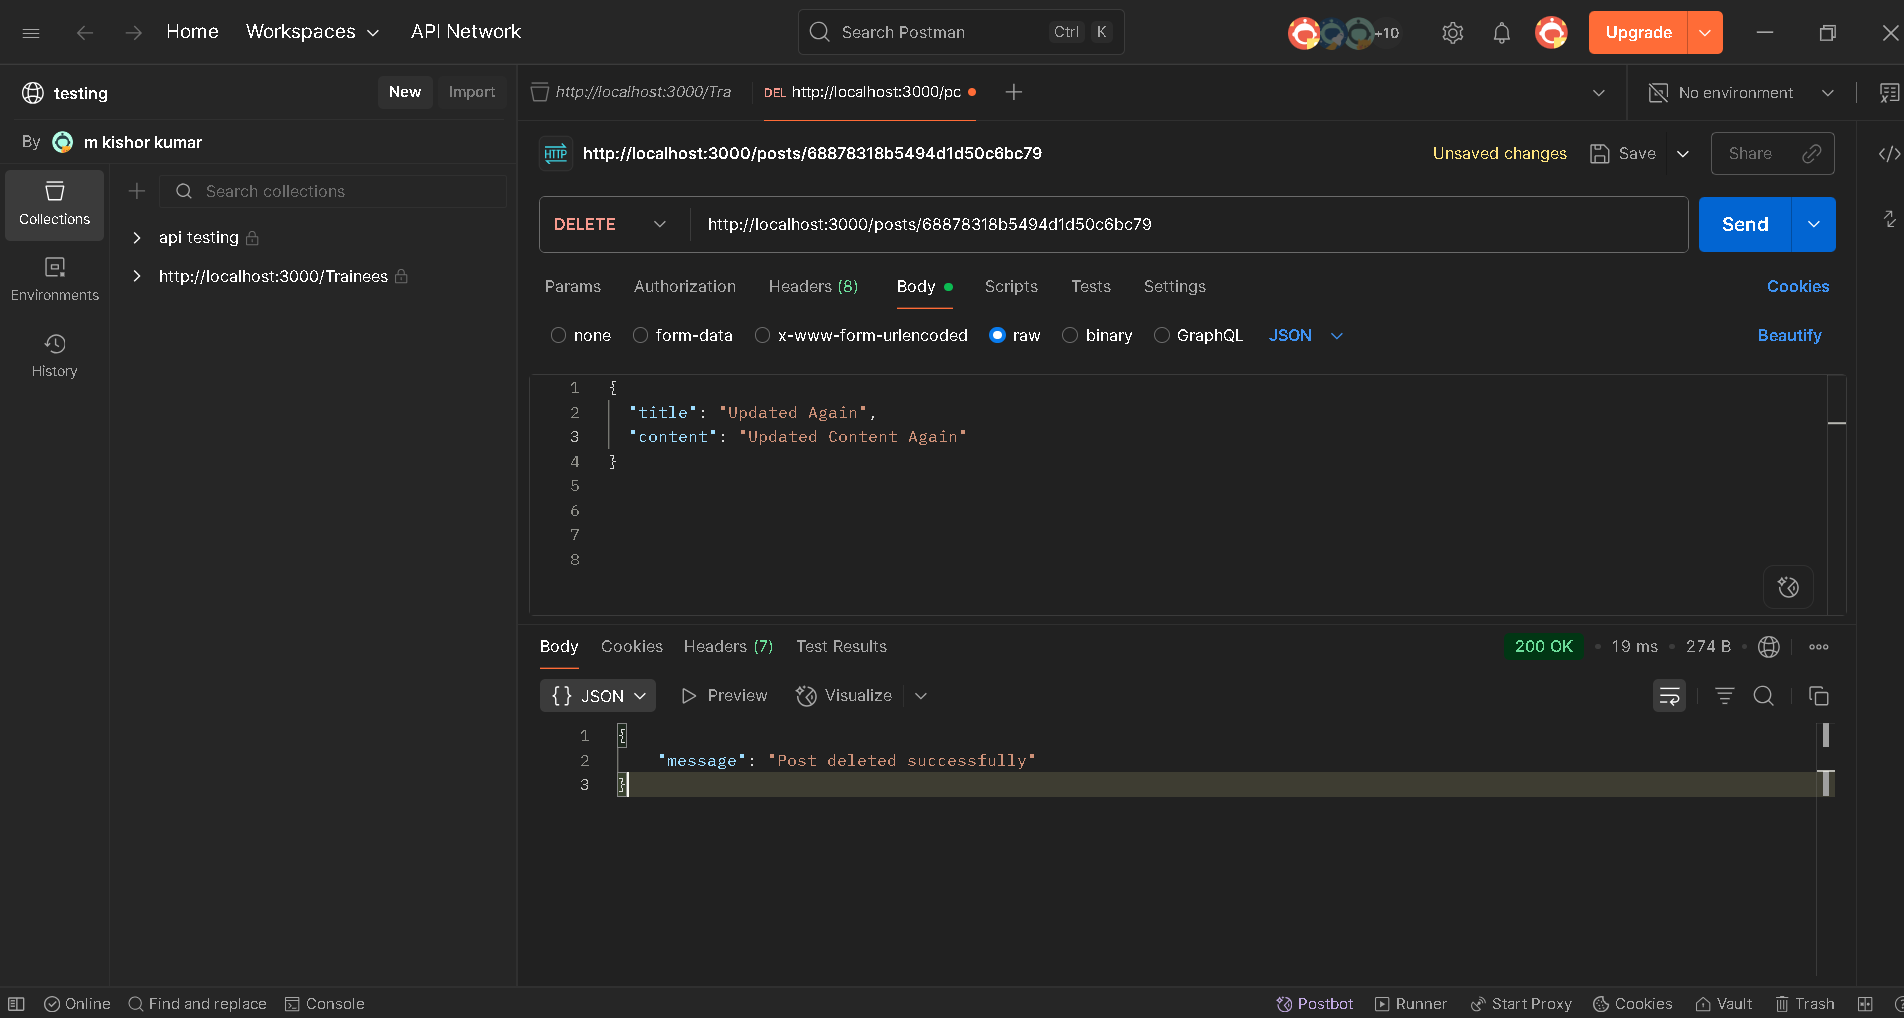 Home Workspaces API Network Search Postman Ctrl K +10 Upgrade
testing New Import
http://localhost:3000/Tra DEL http://localhost:3000/pc No environment
By m kishor kumar
http://localhost:3000/posts/68878318b5494d1d50c6bc79 Unsaved changes Save Share
Collections
Search collections
DELETE http://localhost:3000/posts/68878318b5494d1d50c6bc79 Send
api testing
http://localhost:3000/Trainees
Environments
History
Params Authorization Headers (8) Body Scripts Tests Settings Cookies
none form-data x-www-form-urlencoded raw binary GraphQL JSON Beautify
1 {
2 "title": "Updated Again",
3 "content": "Updated Content Again"
4 }
5
6
7
8
Body Cookies Headers (7) Test Results 200 OK • 19 ms • 274 B
{} JSON Preview Visualize
1 {
2 "message": "Post deleted successfully"
3 }
Online Find and replace Console Postbot Runner Start Proxy Cookies Vault Trash